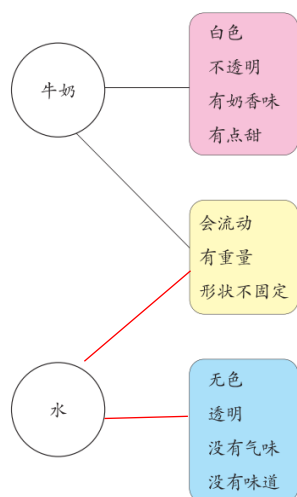 牛奶
白色
不透明
有奶香味
有点甜
会流动
有重量
形状不固定
水
无色
透明
没有气味
没有味道